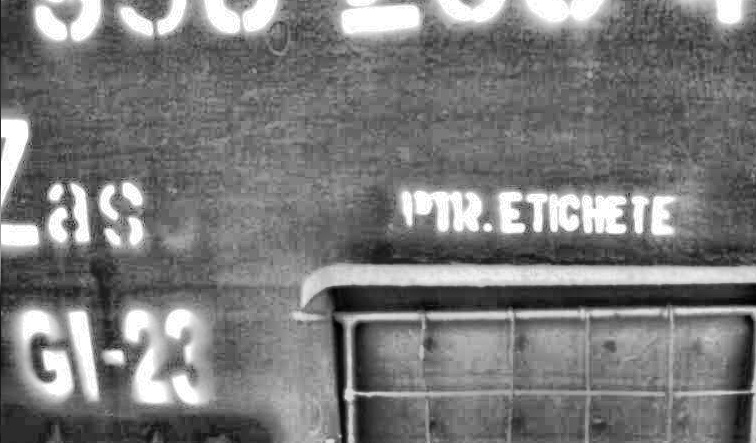 Zas
PTR. ETICHETE
GI-23